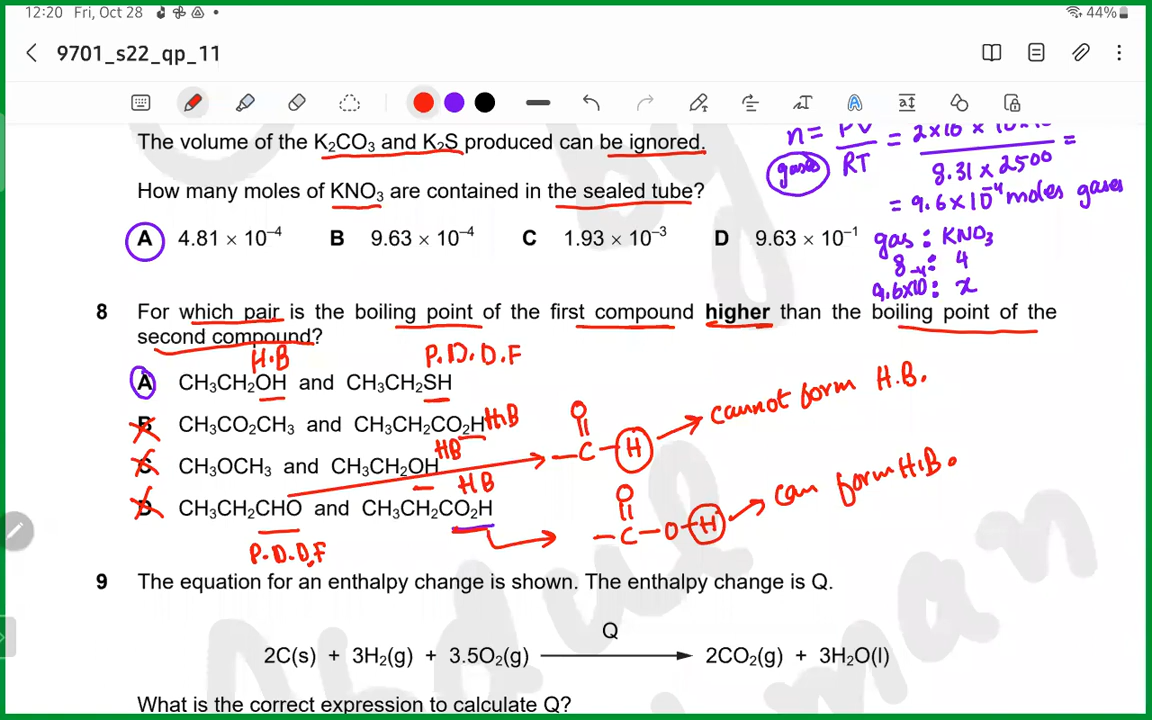 12:20 Fri, Oct 28
44%
9701_s22_qp_11
The volume of the K₂CO₃ and K₂S produced can be ignored.
n = PV/RT =
gases
8.31 × 2500 =
How many moles of KNO₃ are contained in the sealed tube?
= 9.6×10⁻⁴ moles gases
A 4.81 × 10⁻⁴ B 9.63 × 10⁻⁴ C 1.93 × 10⁻³ D 9.63 × 10⁻¹
gas : KNO₃
8 : 4
9.6×10⁻⁴ : x
8 For which pair is the boiling point of the first compound higher than the boiling point of the
second compound?
H.B P.D.D.F
A CH₃CH₂OH and CH₃CH₂SH
B CH₃CO₂CH₃ and CH₃CH₂CO₂H H.B
HB
C CH₃OCH₃ and CH₃CH₂OH
HB
D CH₃CH₂CHO and CH₃CH₂CO₂H
P.D.D.F
O
–C–H cannot form H.B.
O
–C–O–H can form H.B.
9 The equation for an enthalpy change is shown. The enthalpy change is Q.
Q
2C(s) + 3H₂(g) + 3.5O₂(g) → 2CO₂(g) + 3H₂O(l)
What is the correct expression to calculate Q?